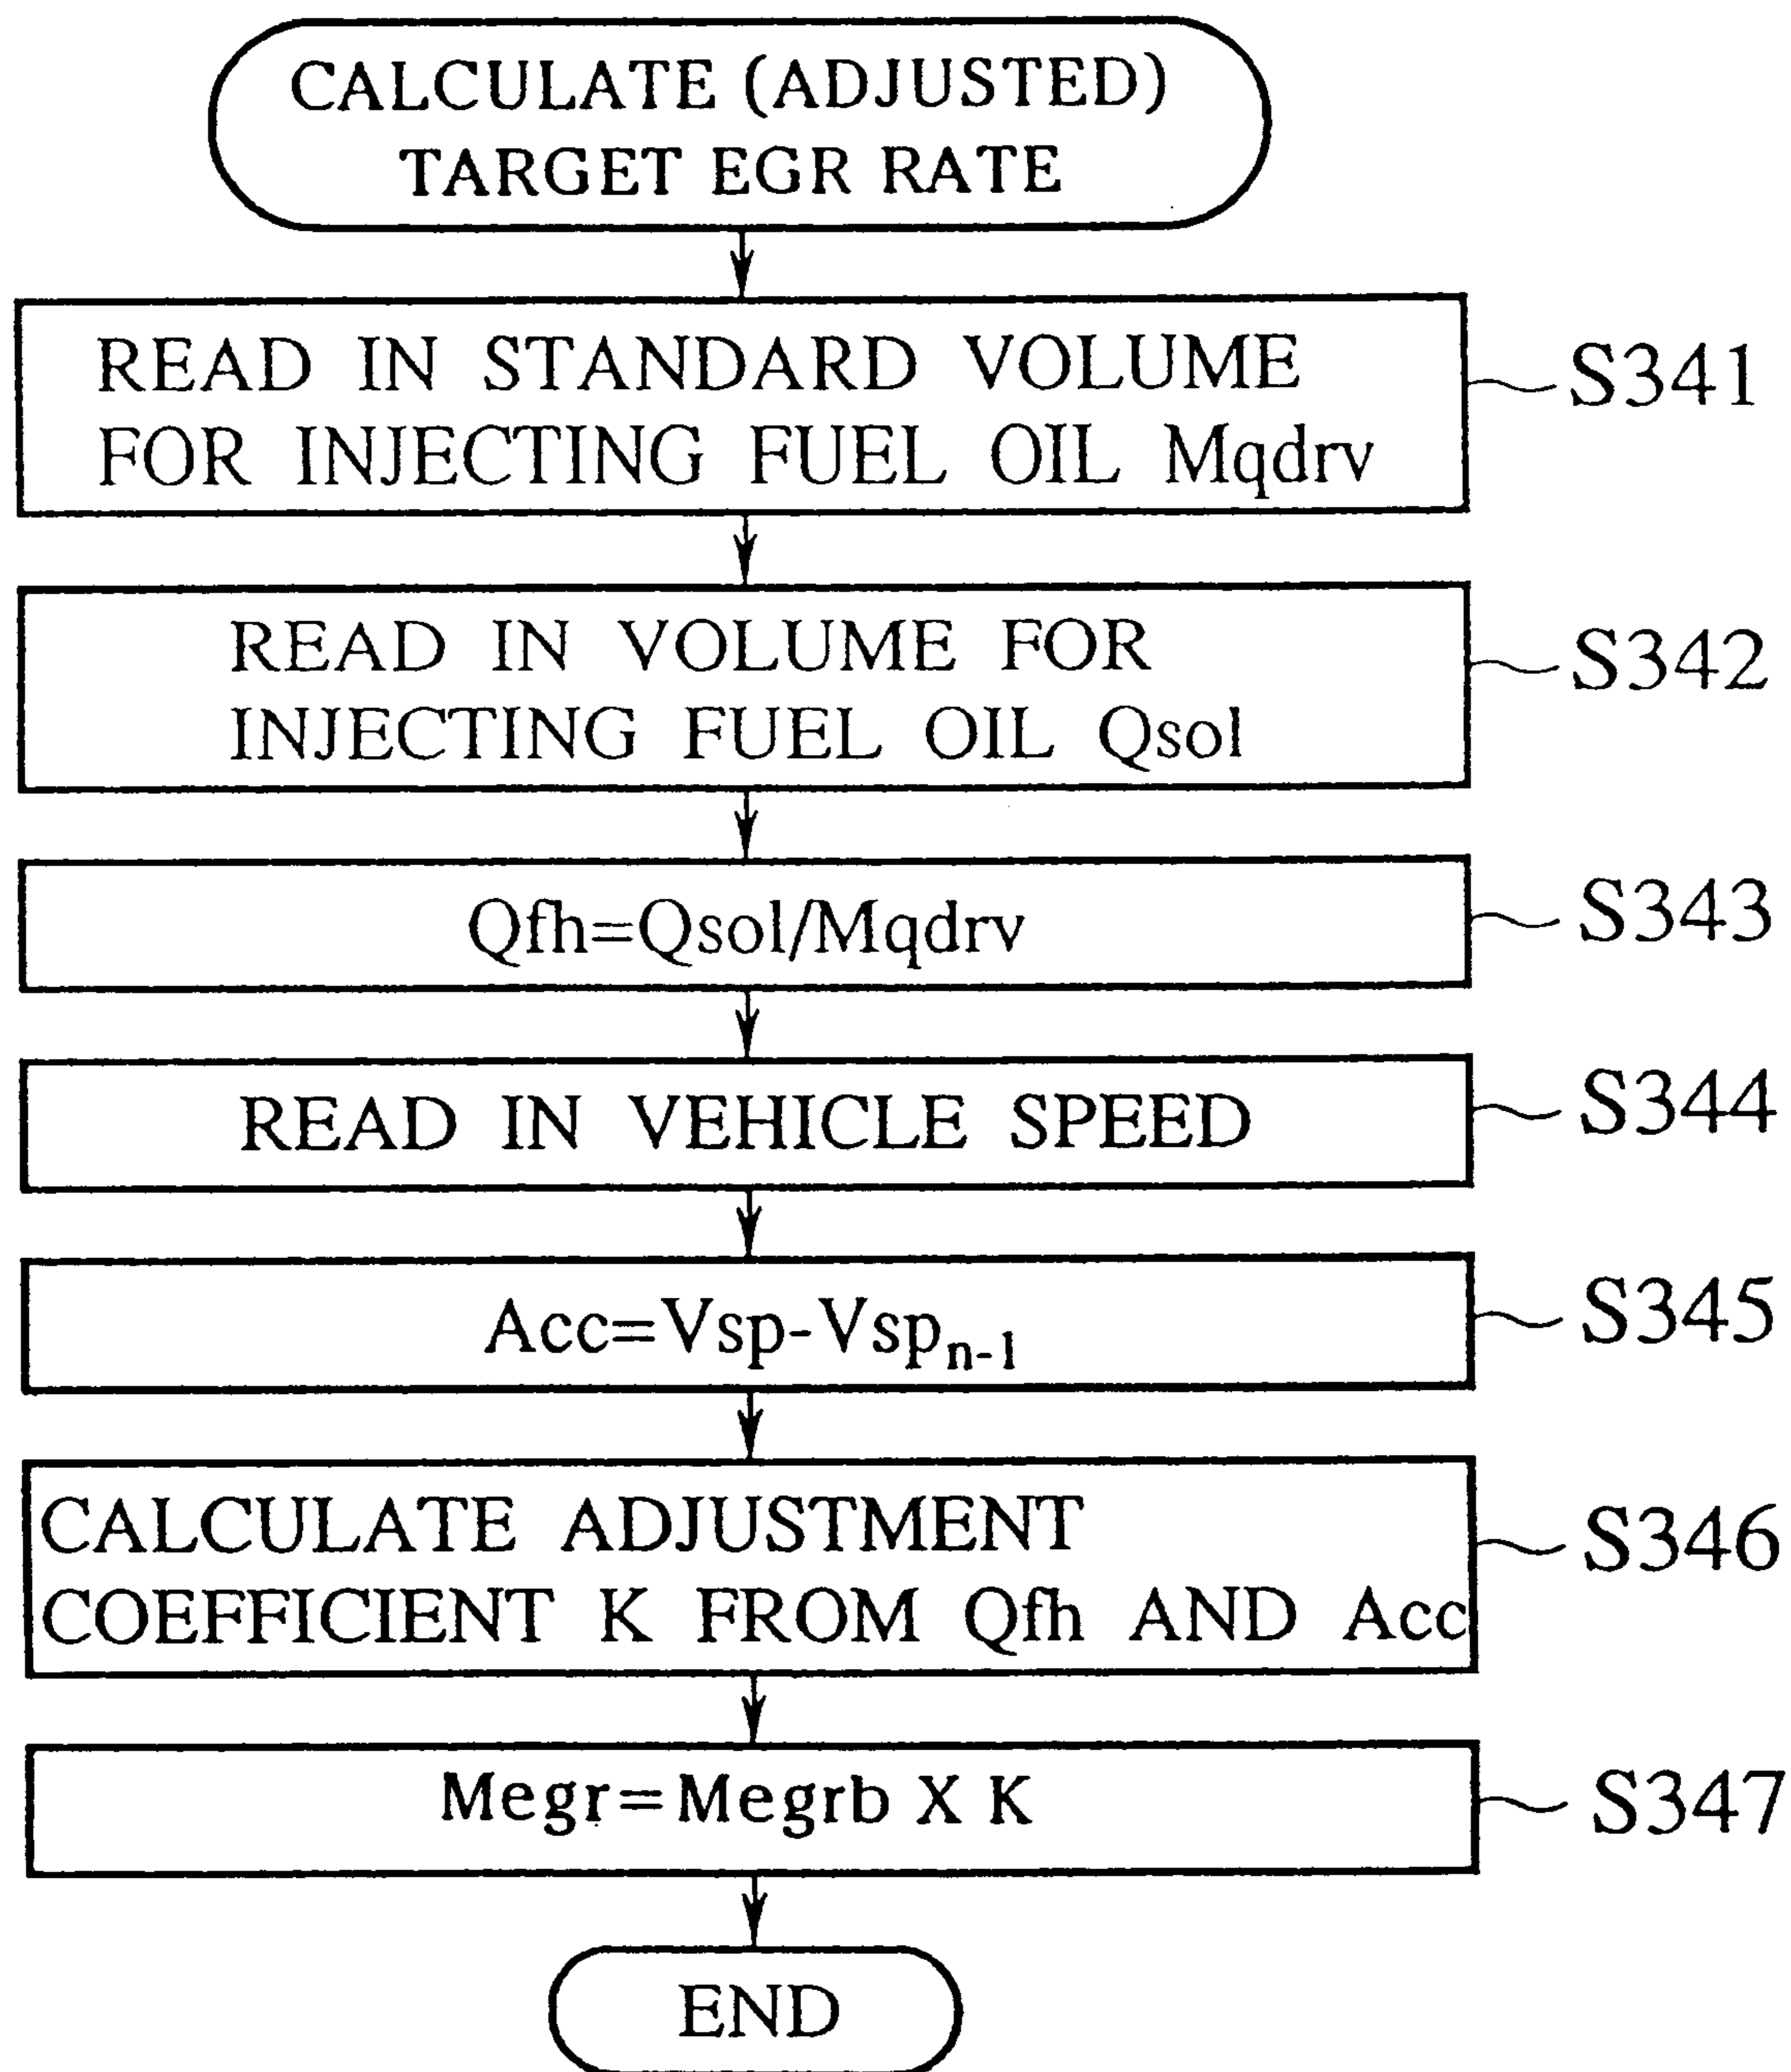 CALCULATE (ADJUSTED)
TARGET EGR RATE
READ IN STANDARD VOLUME
FOR INJECTING FUEL OIL Mqdrv
S341
READ IN VOLUME FOR
INJECTING FUEL OIL Qsol
S342
Qfh=Qsol/Mqdrv
S343
READ IN VEHICLE SPEED
S344
Acc=Vsp-Vspn-1
S345
CALCULATE ADJUSTMENT
COEFFICIENT K FROM Qfh AND Acc
S346
Megr=Megrb X K
S347
END